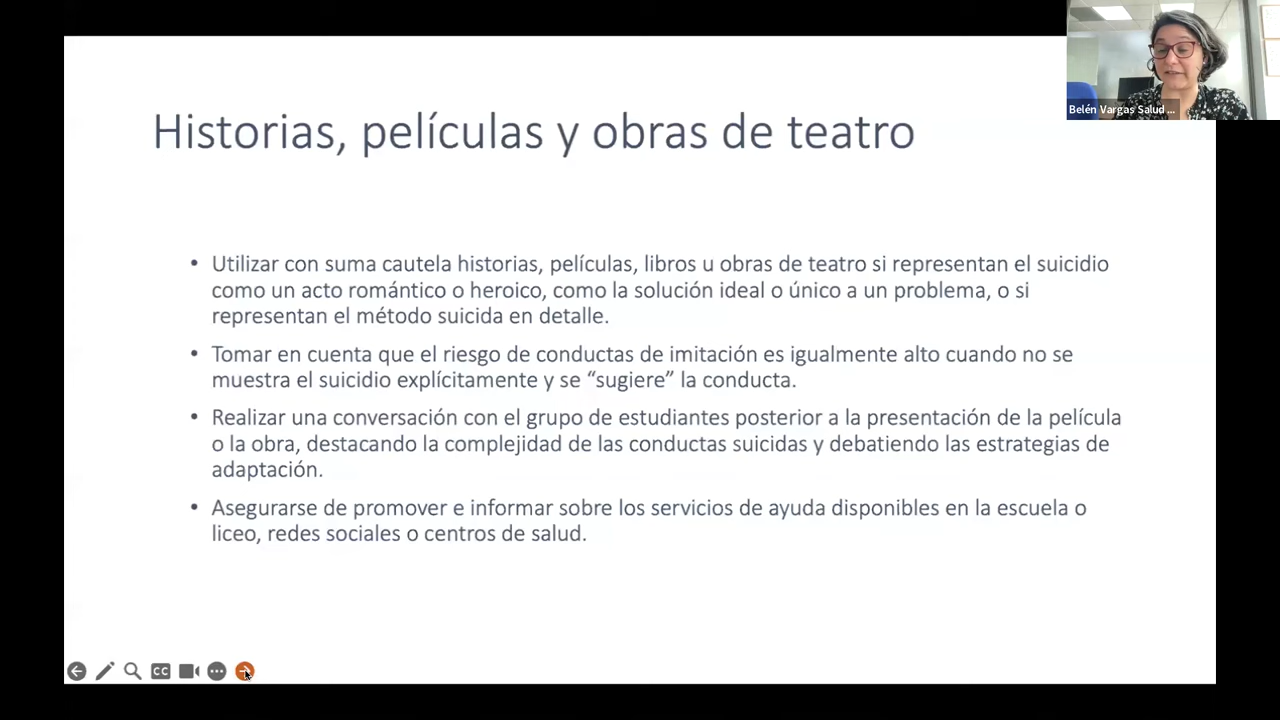 Belén Vargas Salud ...
Historias, películas y obras de teatro
• Utilizar con suma cautela historias, películas, libros u obras de teatro si representan el suicidio
como un acto romántico o heroico, como la solución ideal o único a un problema, o si
representan el método suicida en detalle.
• Tomar en cuenta que el riesgo de conductas de imitación es igualmente alto cuando no se
muestra el suicidio explícitamente y se “sugiere” la conducta.
• Realizar una conversación con el grupo de estudiantes posterior a la presentación de la película
o la obra, destacando la complejidad de las conductas suicidas y debatiendo las estrategias de
adaptación.
• Asegurarse de promover e informar sobre los servicios de ayuda disponibles en la escuela o
liceo, redes sociales o centros de salud.
CC